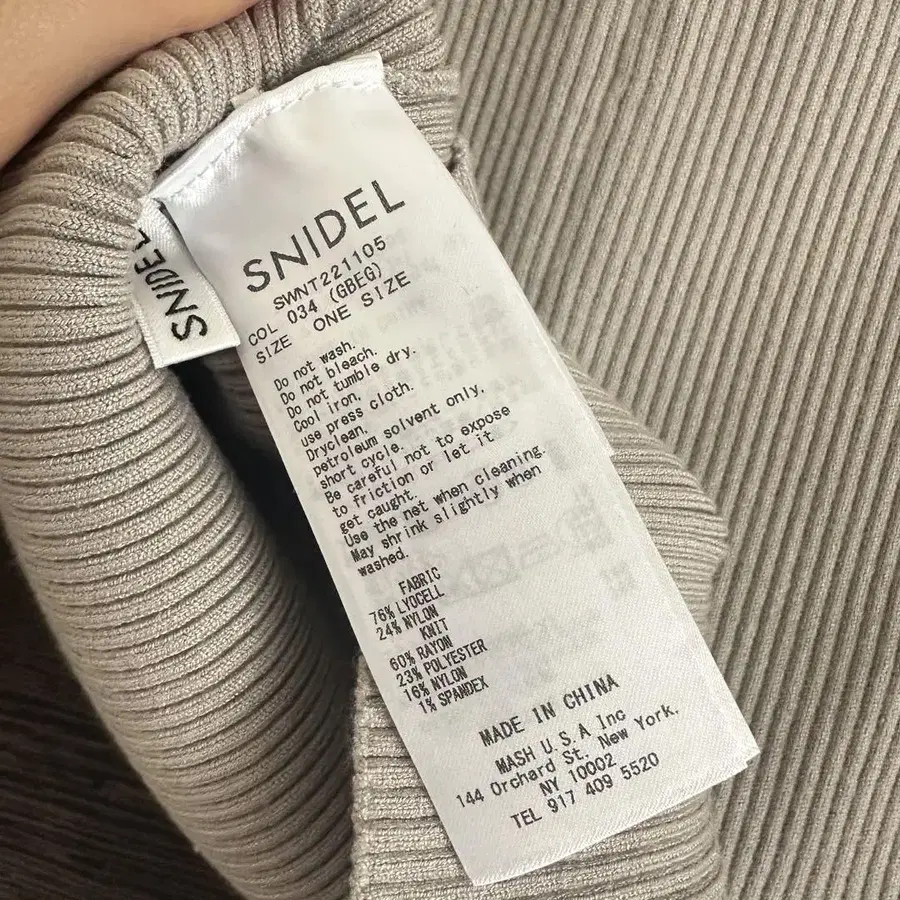 SNIDEL
SNIDEL
SWNT221105
COL 034 (GBEG)
SIZE ONE SIZE
Do not wash.
Do not bleach.
Do not tumble dry.
Cool iron,
use press cloth.
Dryclean,
petroleum solvent only,
short cycle.
Be careful not to expose
to friction or let it
get caught.
Use the net when cleaning.
May shrink slightly when
washed.
FABRIC
76% LYOCELL
24% NYLON
KNIT
60% RAYON
23% POLYESTER
16% NYLON
1% SPANDEX
MADE IN CHINA
MASH U.S.A Inc
144 Orchard St. New York.
NY 10002
TEL 917 409 5520